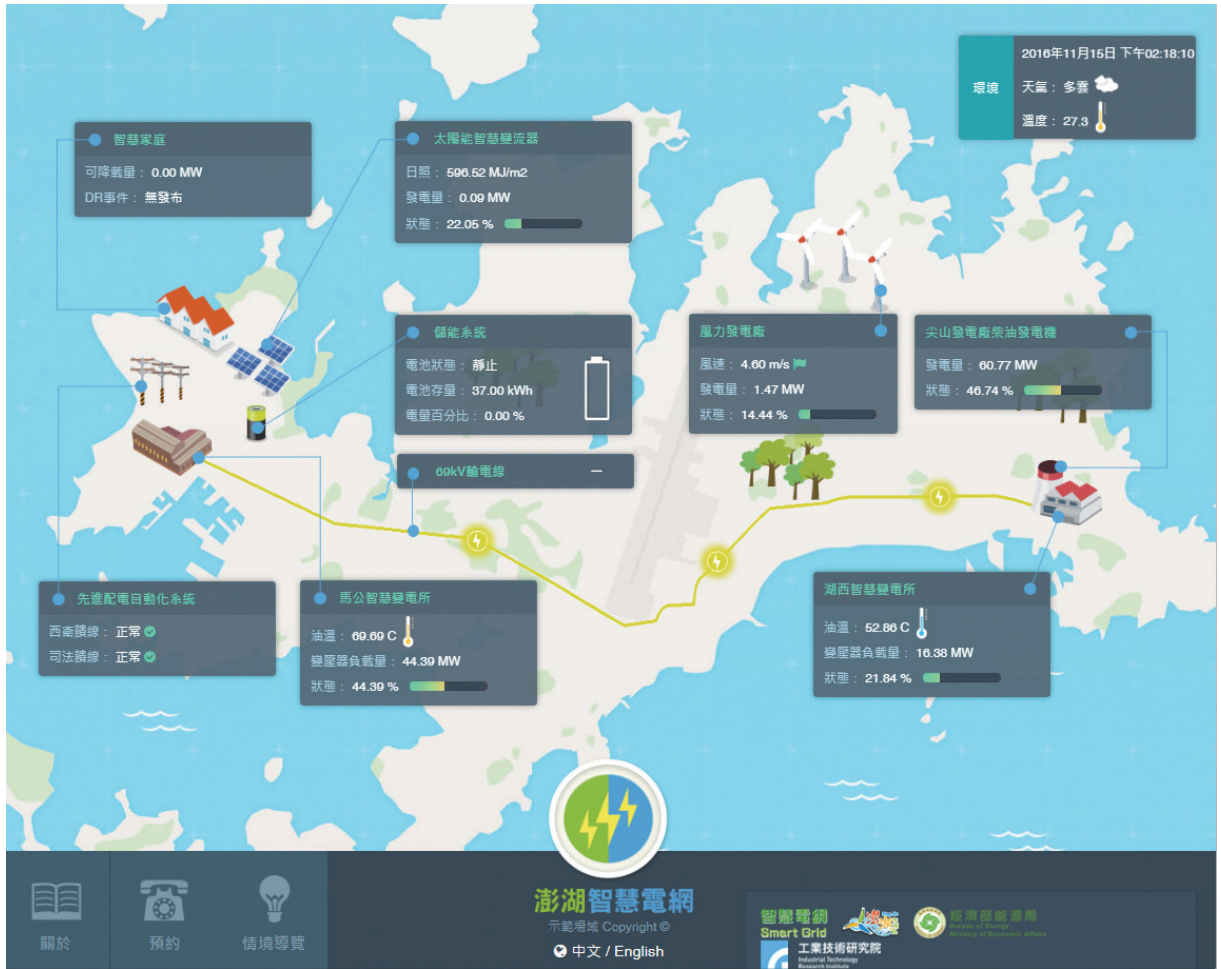 2016年11月15日 下午02:18:10
環境
天氣： 多雲
溫度： 27.3
智慧家庭
可降載量： 0.00 MW
DR事件： 無發布
太陽能智慧變流器
日照： 596.52 MJ/m2
發電量： 0.09 MW
狀態： 22.05 %
儲能系統
電池狀態： 靜止
電池存量： 37.00 kWh
電量百分比： 0.00 %
風力發電廠
風速： 4.60 m/s
發電量： 1.47 MW
狀態： 14.44 %
尖山發電廠柴油發電機
發電量： 60.77 MW
狀態： 46.74 %
69kV輸電線 —
先進配電自動化系統
西衛饋線： 正常
司法饋線： 正常
馬公智慧變電所
油溫： 69.69 C
變壓器負載量： 44.39 MW
狀態： 44.39 %
湖西智慧變電所
油溫： 52.86 C
變壓器負載量： 16.38 MW
狀態： 21.84 %
關於
預約
情境導覽
澎湖智慧電網
示範場域 Copyright ©
中文 / English
智慧電網
Smart Grid
經濟部能源局
Bureau of Energy,
Ministry of Economic Affairs
工業技術研究院
Industrial Technology
Research Institute